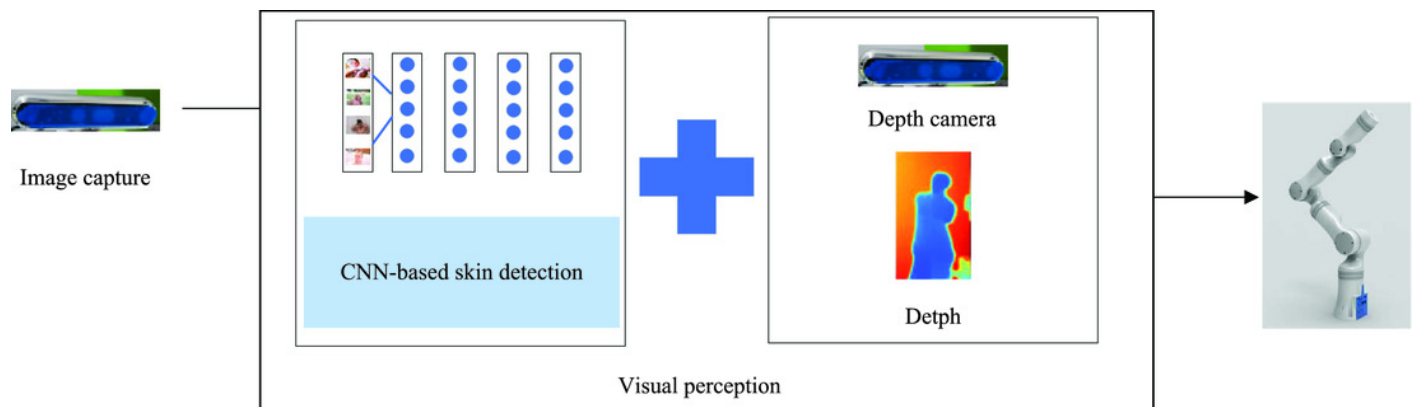 Image capture
CNN-based skin detection
Depth camera
Detph
Visual perception